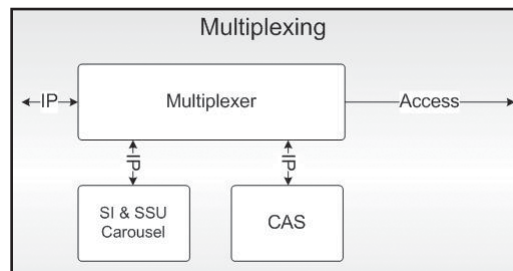 Multiplexing
IP
Multiplexer
Access
IP
IP
SI & SSU
Carousel
CAS